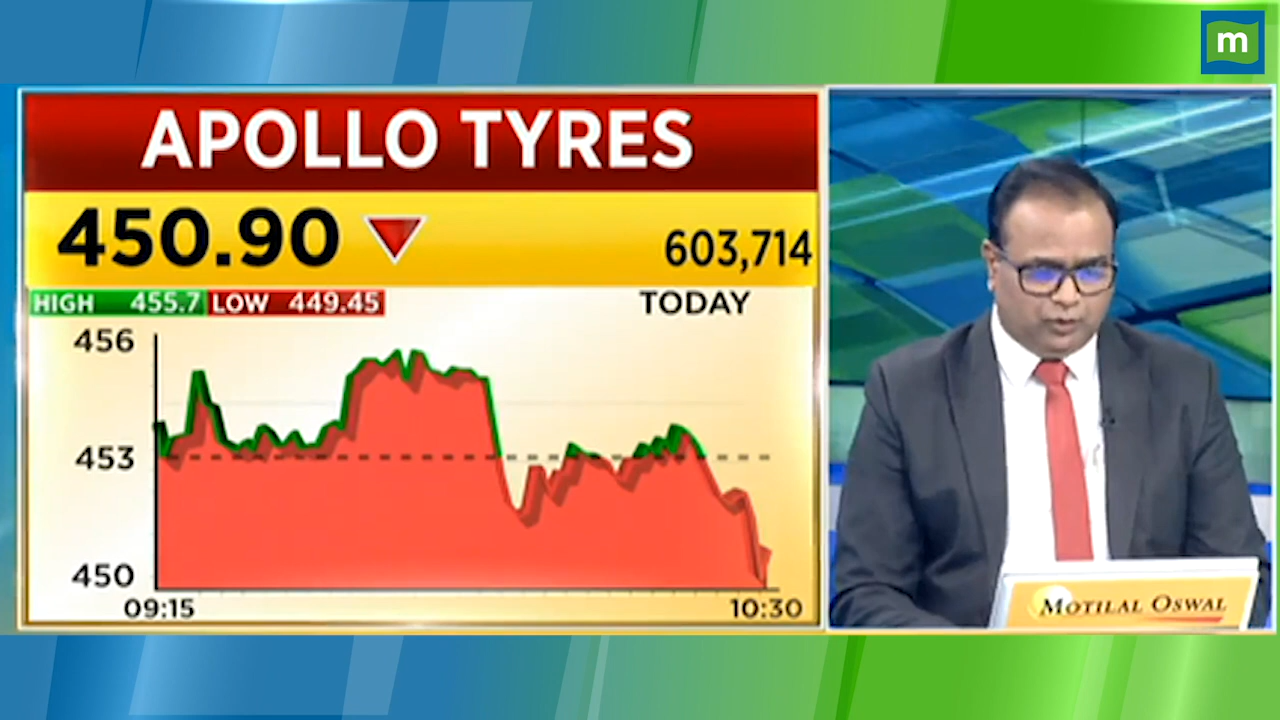 m
APOLLO TYRES
450.90
603,714
HIGH 455.7 LOW 449.45
TODAY
456
453
450
09:15
10:30
MOTILAL OSWAL